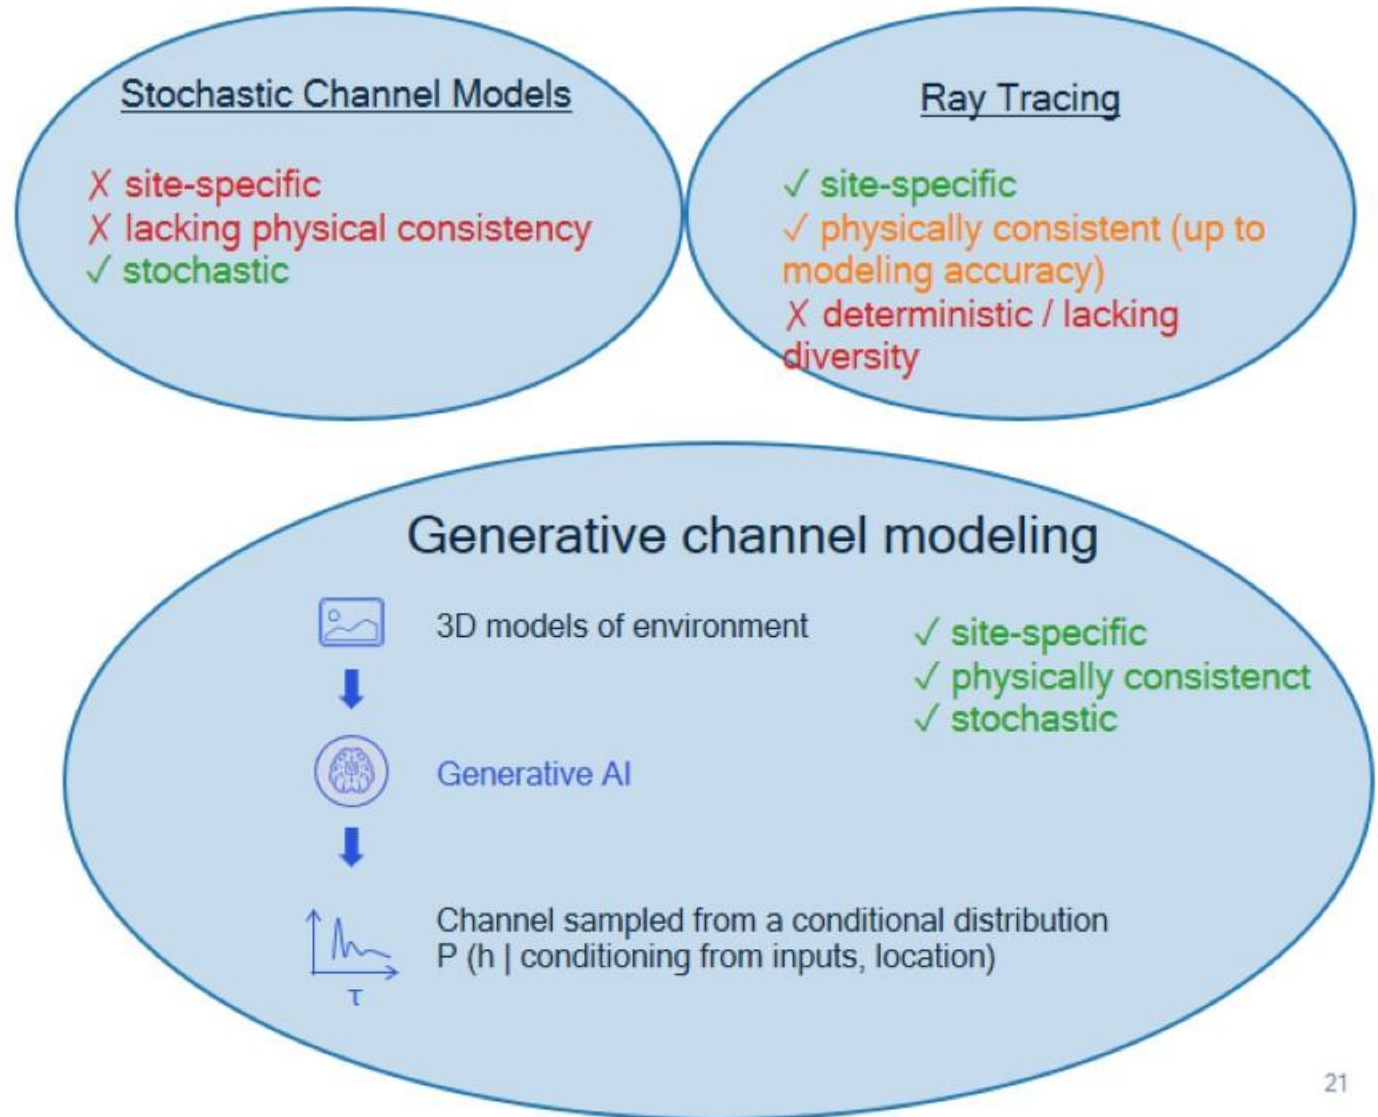 Stochastic Channel Models
✗ site-specific
✗ lacking physical consistency
✓ stochastic
Ray Tracing
✓ site-specific
✓ physically consistent (up to
modeling accuracy)
✗ deterministic / lacking
diversity
Generative channel modeling
3D models of environment
Generative AI
Channel sampled from a conditional distribution
P (h | conditioning from inputs, location)
τ
✓ site-specific
✓ physically consistenct
✓ stochastic
21